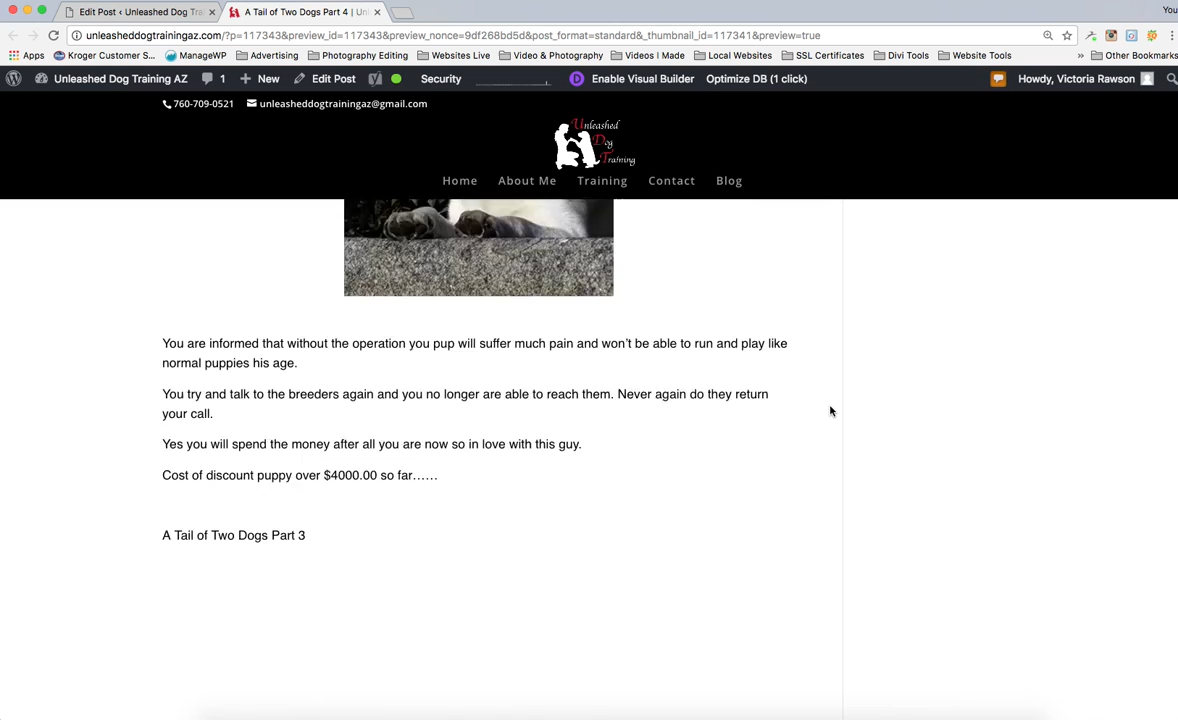 Edit Post ‹ Unleashed Dog Tra
A Tail of Two Dogs Part 4 | Un
You
unleasheddogtrainingaz.com/?p=117343&preview_id=117343&preview_nonce=9df268bd5d&post_format=standard&_thumbnail_id=117341&preview=true
Apps Kroger Customer S... ManageWP Advertising Photography Editing Websites Live Video & Photography Videos I Made Local Websites SSL Certificates Divi Tools Website Tools » Other Bookmarks
Unleashed Dog Training AZ 1 + New Edit Post Security D Enable Visual Builder Optimize DB (1 click) Howdy, Victoria Rawson
760-709-0521 unleasheddogtrainingaz@gmail.com
Unleashed
Dog
Training
Home About Me Training Contact Blog
You are informed that without the operation you pup will suffer much pain and won’t be able to run and play like
normal puppies his age.
You try and talk to the breeders again and you no longer are able to reach them. Never again do they return
your call.
Yes you will spend the money after all you are now so in love with this guy.
Cost of discount puppy over $4000.00 so far……
A Tail of Two Dogs Part 3